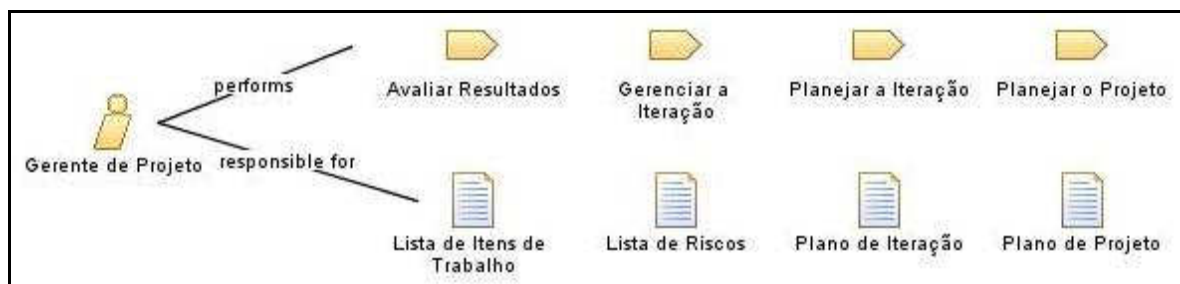 performs
Avaliar Resultados
Gerenciar a
Iteração
Planejar a Iteração
Planejar o Projeto
Gerente de Projeto
responsible for
Lista de Itens de
Trabalho
Lista de Riscos
Plano de Iteração
Plano de Projeto